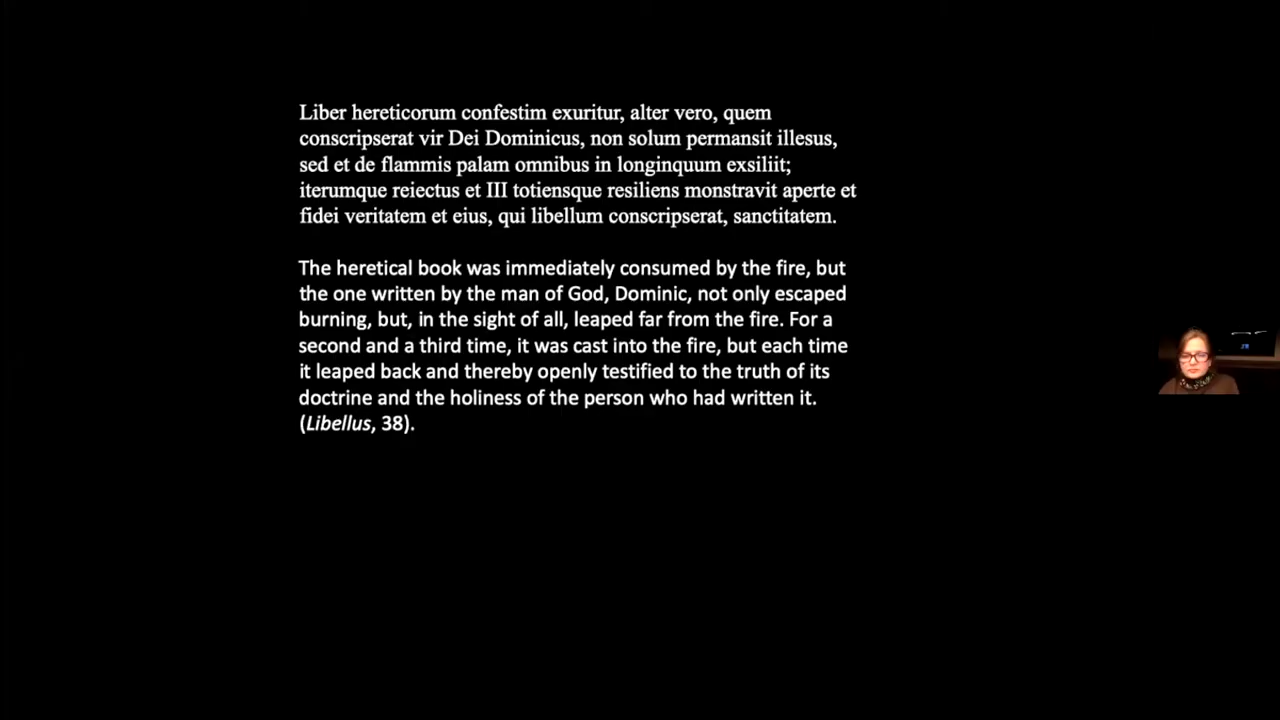 Liber hereticorum confestim exuritur, alter vero, quem
conscripserat vir Dei Dominicus, non solum permansit illesus,
sed et de flammis palam omnibus in longinquum exsiliit;
iterumque reiectus et III totiensque resiliens monstravit aperte et
fidei veritatem et eius, qui libellum conscripserat, sanctitatem.
The heretical book was immediately consumed by the fire, but
the one written by the man of God, Dominic, not only escaped
burning, but, in the sight of all, leaped far from the fire. For a
second and a third time, it was cast into the fire, but each time
it leaped back and thereby openly testified to the truth of its
doctrine and the holiness of the person who had written it.
(Libellus, 38).